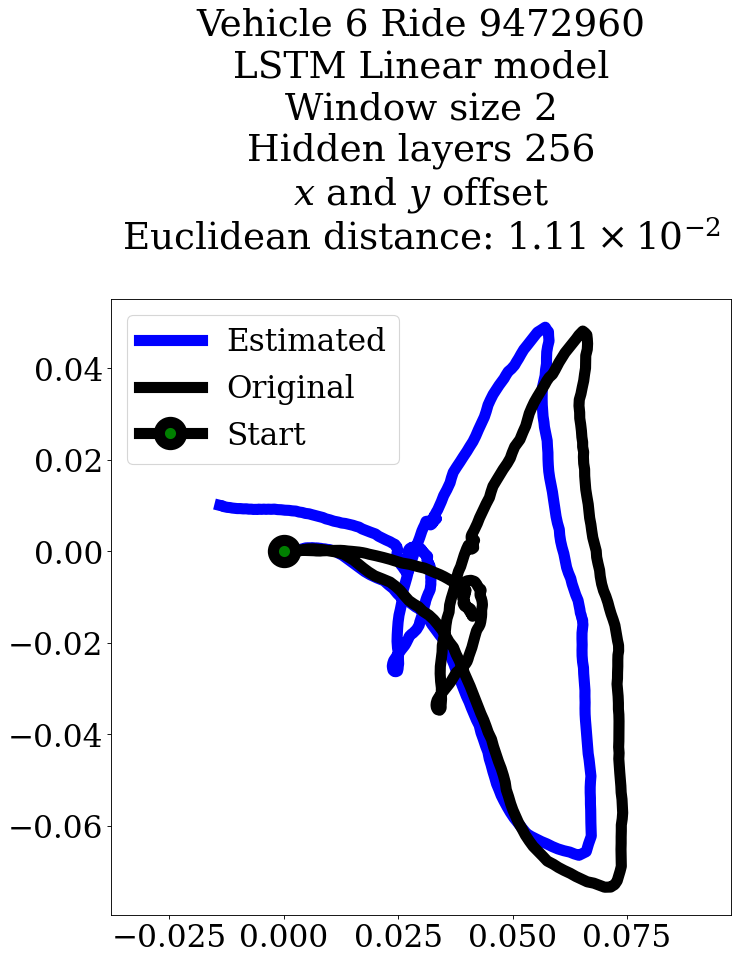 Vehicle 6 Ride 9472960
LSTM Linear model
Window size 2
Hidden layers 256
x and y offset
Euclidean distance: 1.11 × 10⁻²
Estimated
Original
Start
0.04
0.02
0.00
−0.02
−0.04
−0.06
−0.025 0.000 0.025 0.050 0.075